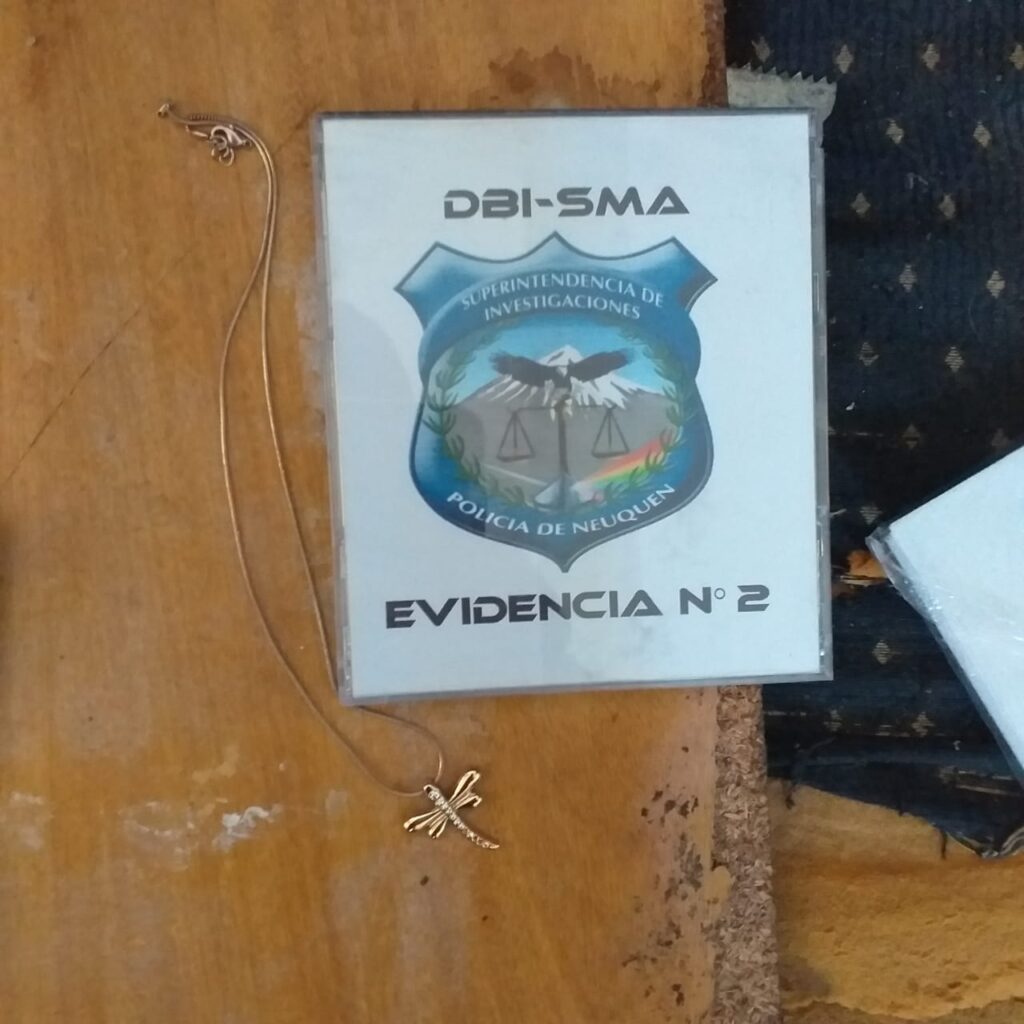 DBI-SMA
SUPERINTENDENCIA DE
INVESTIGACIONES
POLICIA DE NEUQUEN
EVIDENCIA N° 2